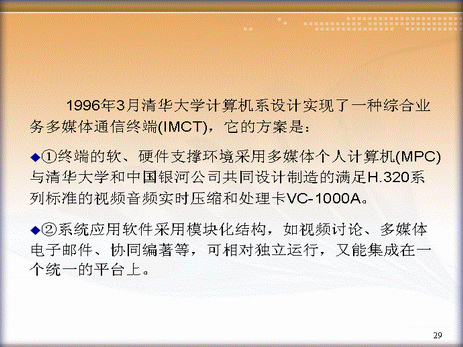 1996年3月清华大学计算机系设计实现了一种综合业
务多媒体通信终端(IMCT)，它的方案是：
◆①终端的软、硬件支撑环境采用多媒体个人计算机(MPC)
与清华大学和中国银河公司共同设计制造的满足H.320系
列标准的视频音频实时压缩和处理卡VC-1000A。
◆②系统应用软件采用模块化结构，如视频讨论、多媒体
电子邮件、协同编著等，可相对独立运行，又能集成在一
个统一的平台上。
29